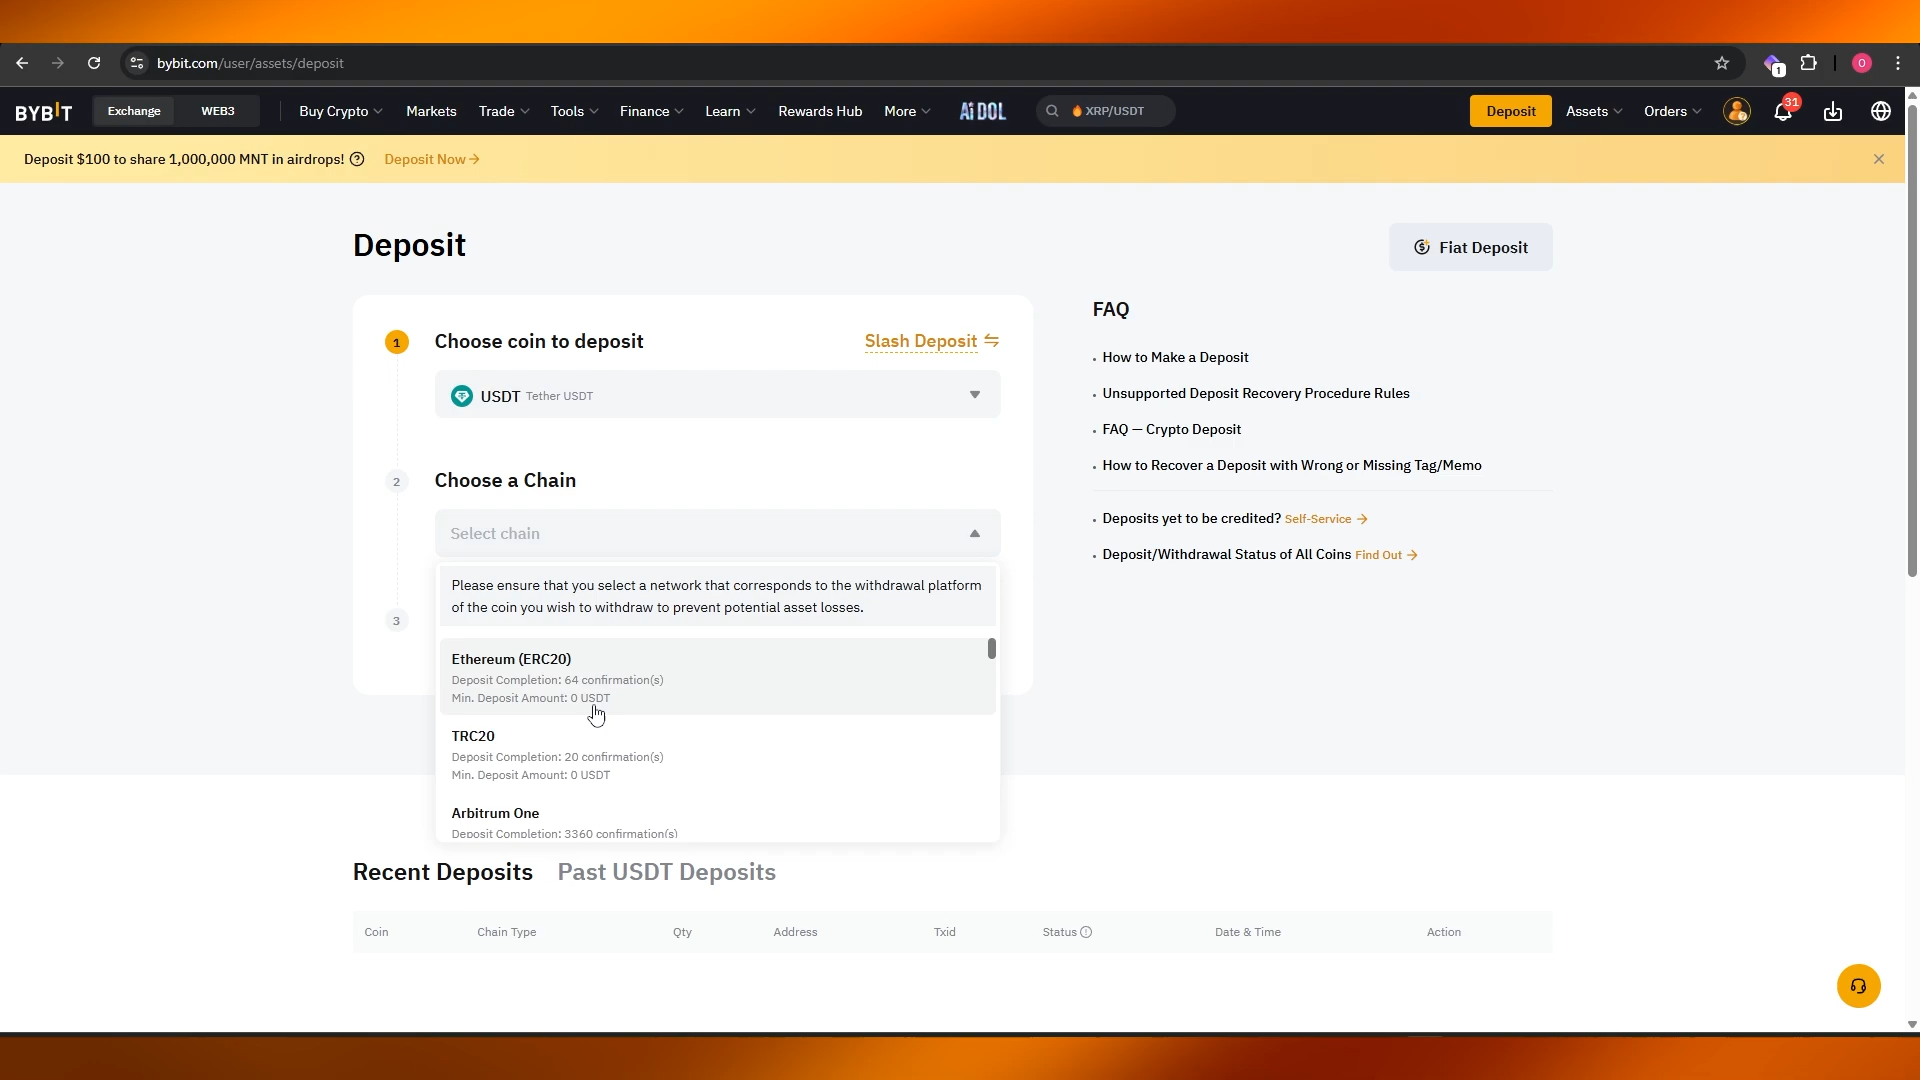 bybit.com/user/assets/deposit
1
O
BYBIT
Exchange
WEB3
Buy Crypto
Markets
Trade
Tools
Finance
Learn
Rewards Hub
More
AiDOL
XRP/USDT
Deposit
Assets
Orders
31
Deposit $100 to share 1,000,000 MNT in airdrops!
Deposit Now →
Deposit
Fiat Deposit
1
Choose coin to deposit
Slash Deposit
USDT Tether USDT
2
Choose a Chain
Select chain
Please ensure that you select a network that corresponds to the withdrawal platform
of the coin you wish to withdraw to prevent potential asset losses.
3
Ethereum (ERC20)
Deposit Completion: 64 confirmation(s)
Min. Deposit Amount: 0 USDT
TRC20
Deposit Completion: 20 confirmation(s)
Min. Deposit Amount: 0 USDT
Arbitrum One
Deposit Completion: 3360 confirmation(s)
FAQ
How to Make a Deposit
Unsupported Deposit Recovery Procedure Rules
FAQ — Crypto Deposit
How to Recover a Deposit with Wrong or Missing Tag/Memo
Deposits yet to be credited? Self-Service →
Deposit/Withdrawal Status of All Coins Find Out →
Recent Deposits
Past USDT Deposits
Coin
Chain Type
Qty
Address
Txid
Status
Date & Time
Action